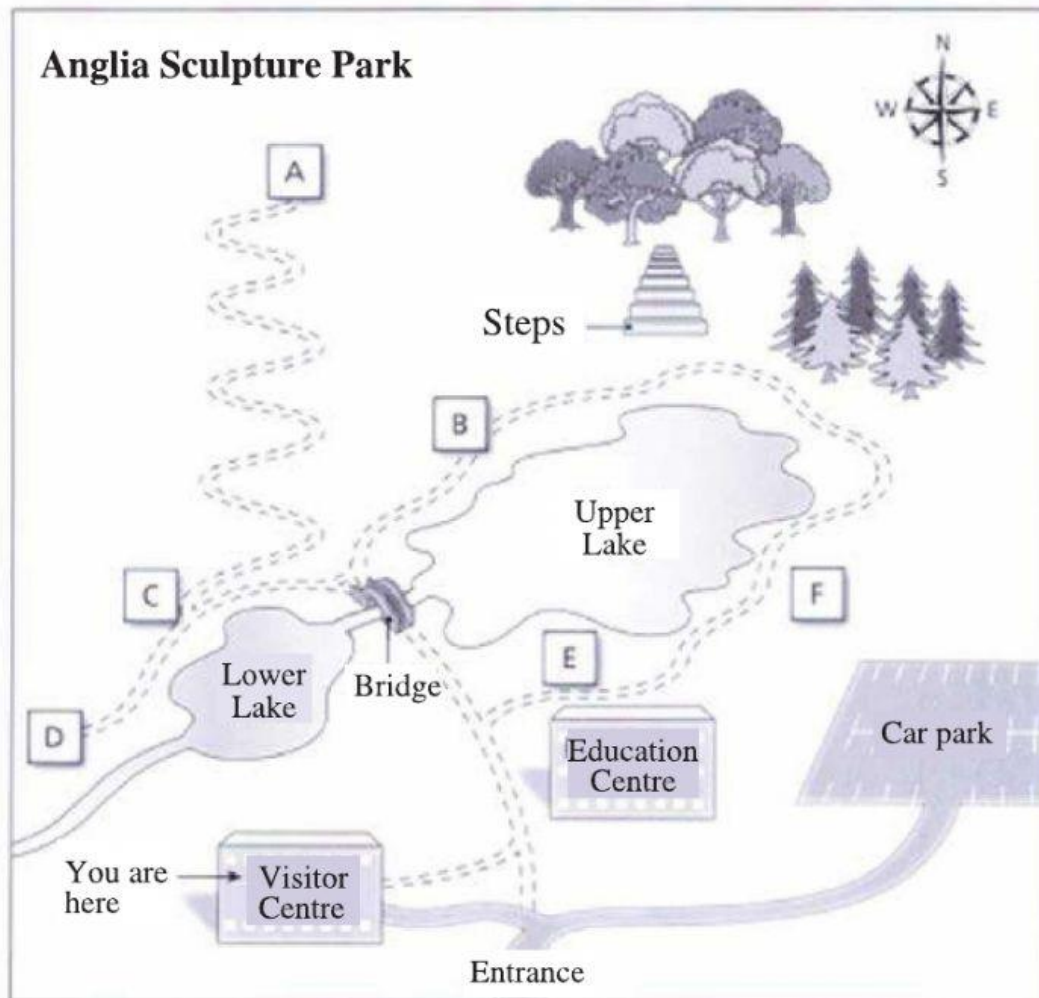 Anglia Sculpture Park
N
W
E
S
A
Steps
B
Upper
Lake
C
F
E
Lower
Lake
Bridge
D
Car park
Education
Centre
You are
here
Visitor
Centre
Entrance